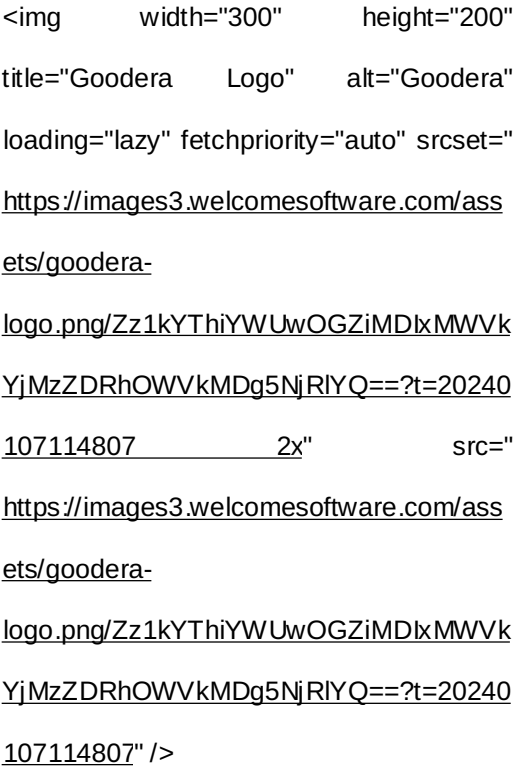 <img width="300" height="200"
title="Goodera Logo" alt="Goodera"
loading="lazy" fetchpriority="auto" srcset="
https://images3.welcomesoftware.com/ass
ets/goodera-
logo.png/Zz1kYThiYWUwOGZiMDIxMWVk
YjMzZDRhOWVkMDg5NjRlYQ==?t=20240
107114807 2x" src="
https://images3.welcomesoftware.com/ass
ets/goodera-
logo.png/Zz1kYThiYWUwOGZiMDIxMWVk
YjMzZDRhOWVkMDg5NjRlYQ==?t=20240
107114807" />